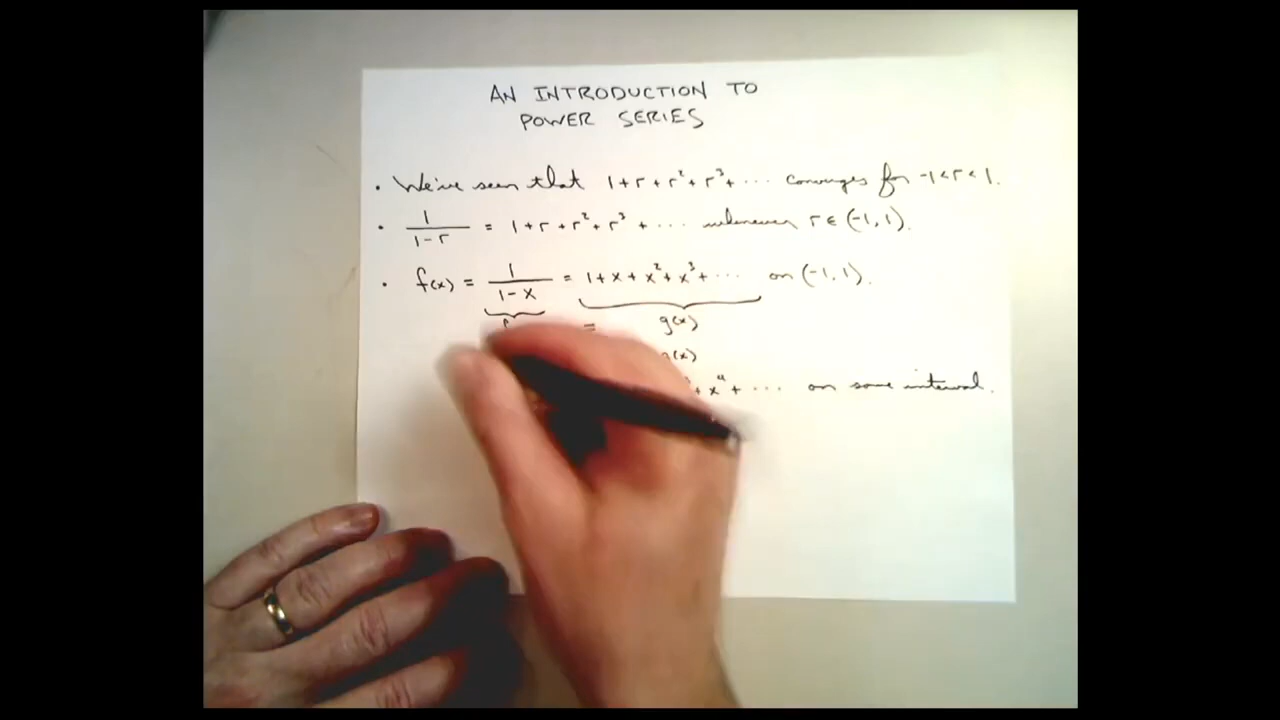 AN INTRODUCTION TO
POWER SERIES
• We've seen that 1 + r + r² + r³ + ··· converges for -1 < r < 1.
• 1/(1-r) = 1 + r + r² + r³ + ··· whenever r ∈ (-1, 1).
• f(x) = 1/(1-x) = 1 + x + x² + x³ + ··· on (-1, 1).
= g(x)
(x)
+ x⁴ + ··· on some interval.